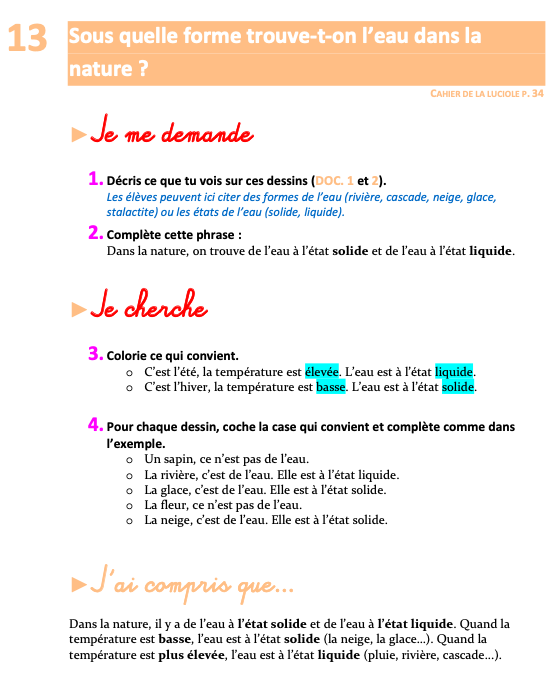 13 Sous quelle forme trouve-t-on l'eau dans la
nature ?
CAHIER DE LA LUCIOLE P. 34
►Je me demande
1. Décris ce que tu vois sur ces dessins (DOC. 1 et 2).
Les élèves peuvent ici citer des formes de l'eau (rivière, cascade, neige, glace,
stalactite) ou les états de l'eau (solide, liquide).
2. Complète cette phrase :
Dans la nature, on trouve de l'eau à l'état solide et de l'eau à l'état liquide.
►Je cherche
3. Colorie ce qui convient.
o C'est l'été, la température est élevée. L'eau est à l'état liquide.
o C'est l'hiver, la température est basse. L'eau est à l'état solide.
4. Pour chaque dessin, coche la case qui convient et complète comme dans
l'exemple.
o Un sapin, ce n'est pas de l'eau.
o La rivière, c'est de l'eau. Elle est à l'état liquide.
o La glace, c'est de l'eau. Elle est à l'état solide.
o La fleur, ce n'est pas de l'eau.
o La neige, c'est de l'eau. Elle est à l'état solide.
►J'ai compris que...
Dans la nature, il y a de l'eau à l'état solide et de l'eau à l'état liquide. Quand la
température est basse, l'eau est à l'état solide (la neige, la glace...). Quand la
température est plus élevée, l'eau est à l'état liquide (pluie, rivière, cascade...).